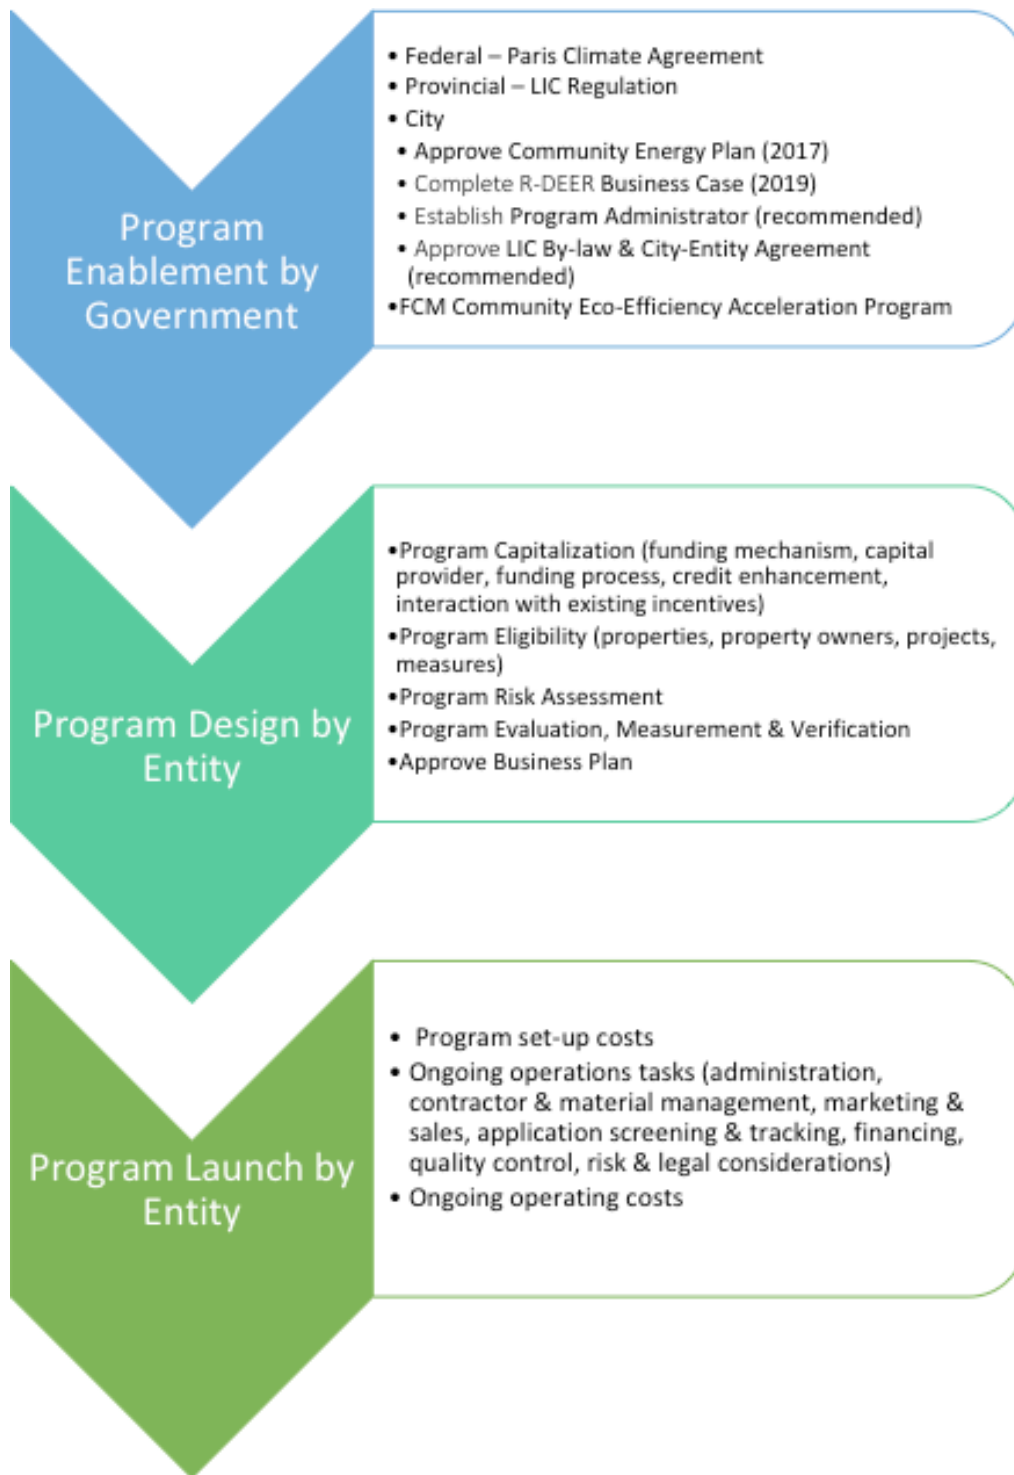 Program
Enablement by
Government
• Federal – Paris Climate Agreement
• Provincial – LIC Regulation
• City
• Approve Community Energy Plan (2017)
• Complete R-DEER Business Case (2019)
• Establish Program Administrator (recommended)
• Approve LIC By-law & City-Entity Agreement
(recommended)
•FCM Community Eco-Efficiency Acceleration Program
Program Design by
Entity
•Program Capitalization (funding mechanism, capital
provider, funding process, credit enhancement,
interaction with existing incentives)
•Program Eligibility (properties, property owners, projects,
measures)
•Program Risk Assessment
•Program Evaluation, Measurement & Verification
•Approve Business Plan
Program Launch by
Entity
• Program set-up costs
• Ongoing operations tasks (administration,
contractor & material management, marketing &
sales, application screening & tracking, financing,
quality control, risk & legal considerations)
• Ongoing operating costs